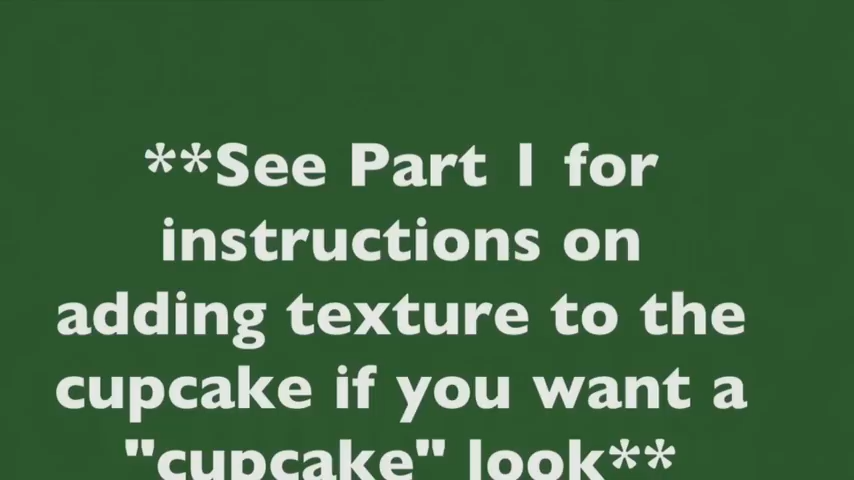 **See Part 1 for
instructions on
adding texture to the
cupcake if you want a
"cupcake" look**